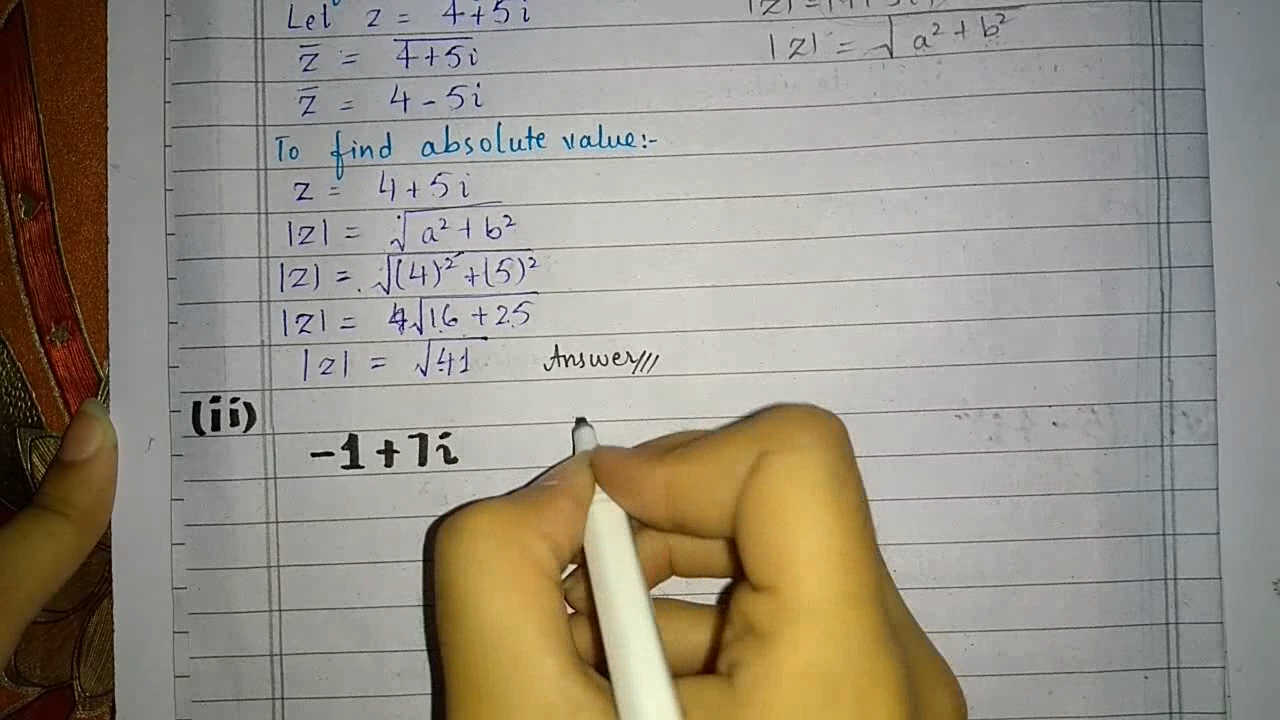 Let z = 4+5i
z̄ = \overline{4+5i}
z̄ = 4-5i
|z| = √a²+b²
To find absolute value:-
z = 4+5i
|z| = √a²+b²
|z| = √(4)²+(5)²
|z| = √16+25
|z| = √41 Answer///
(ii)
-1+7i